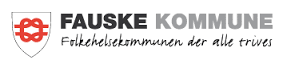 FAUSKE KOMMUNE
Folkehelsekommunen der alle trives